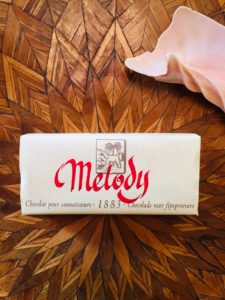 Melody
Chocolat pour connaisseurs · 1883 · Chocolade voor fijnproevers